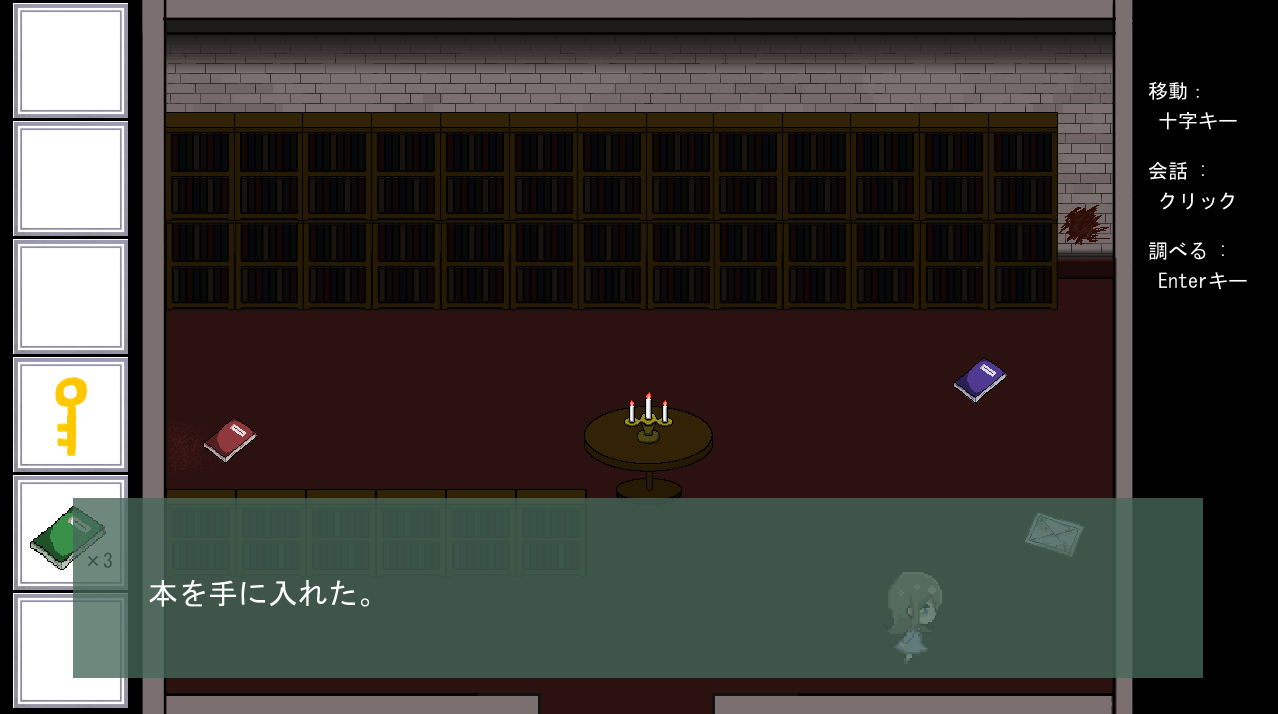 移動：
十字キー
会話：
クリック
調べる：
Enterキー
×3
本を手に入れた。